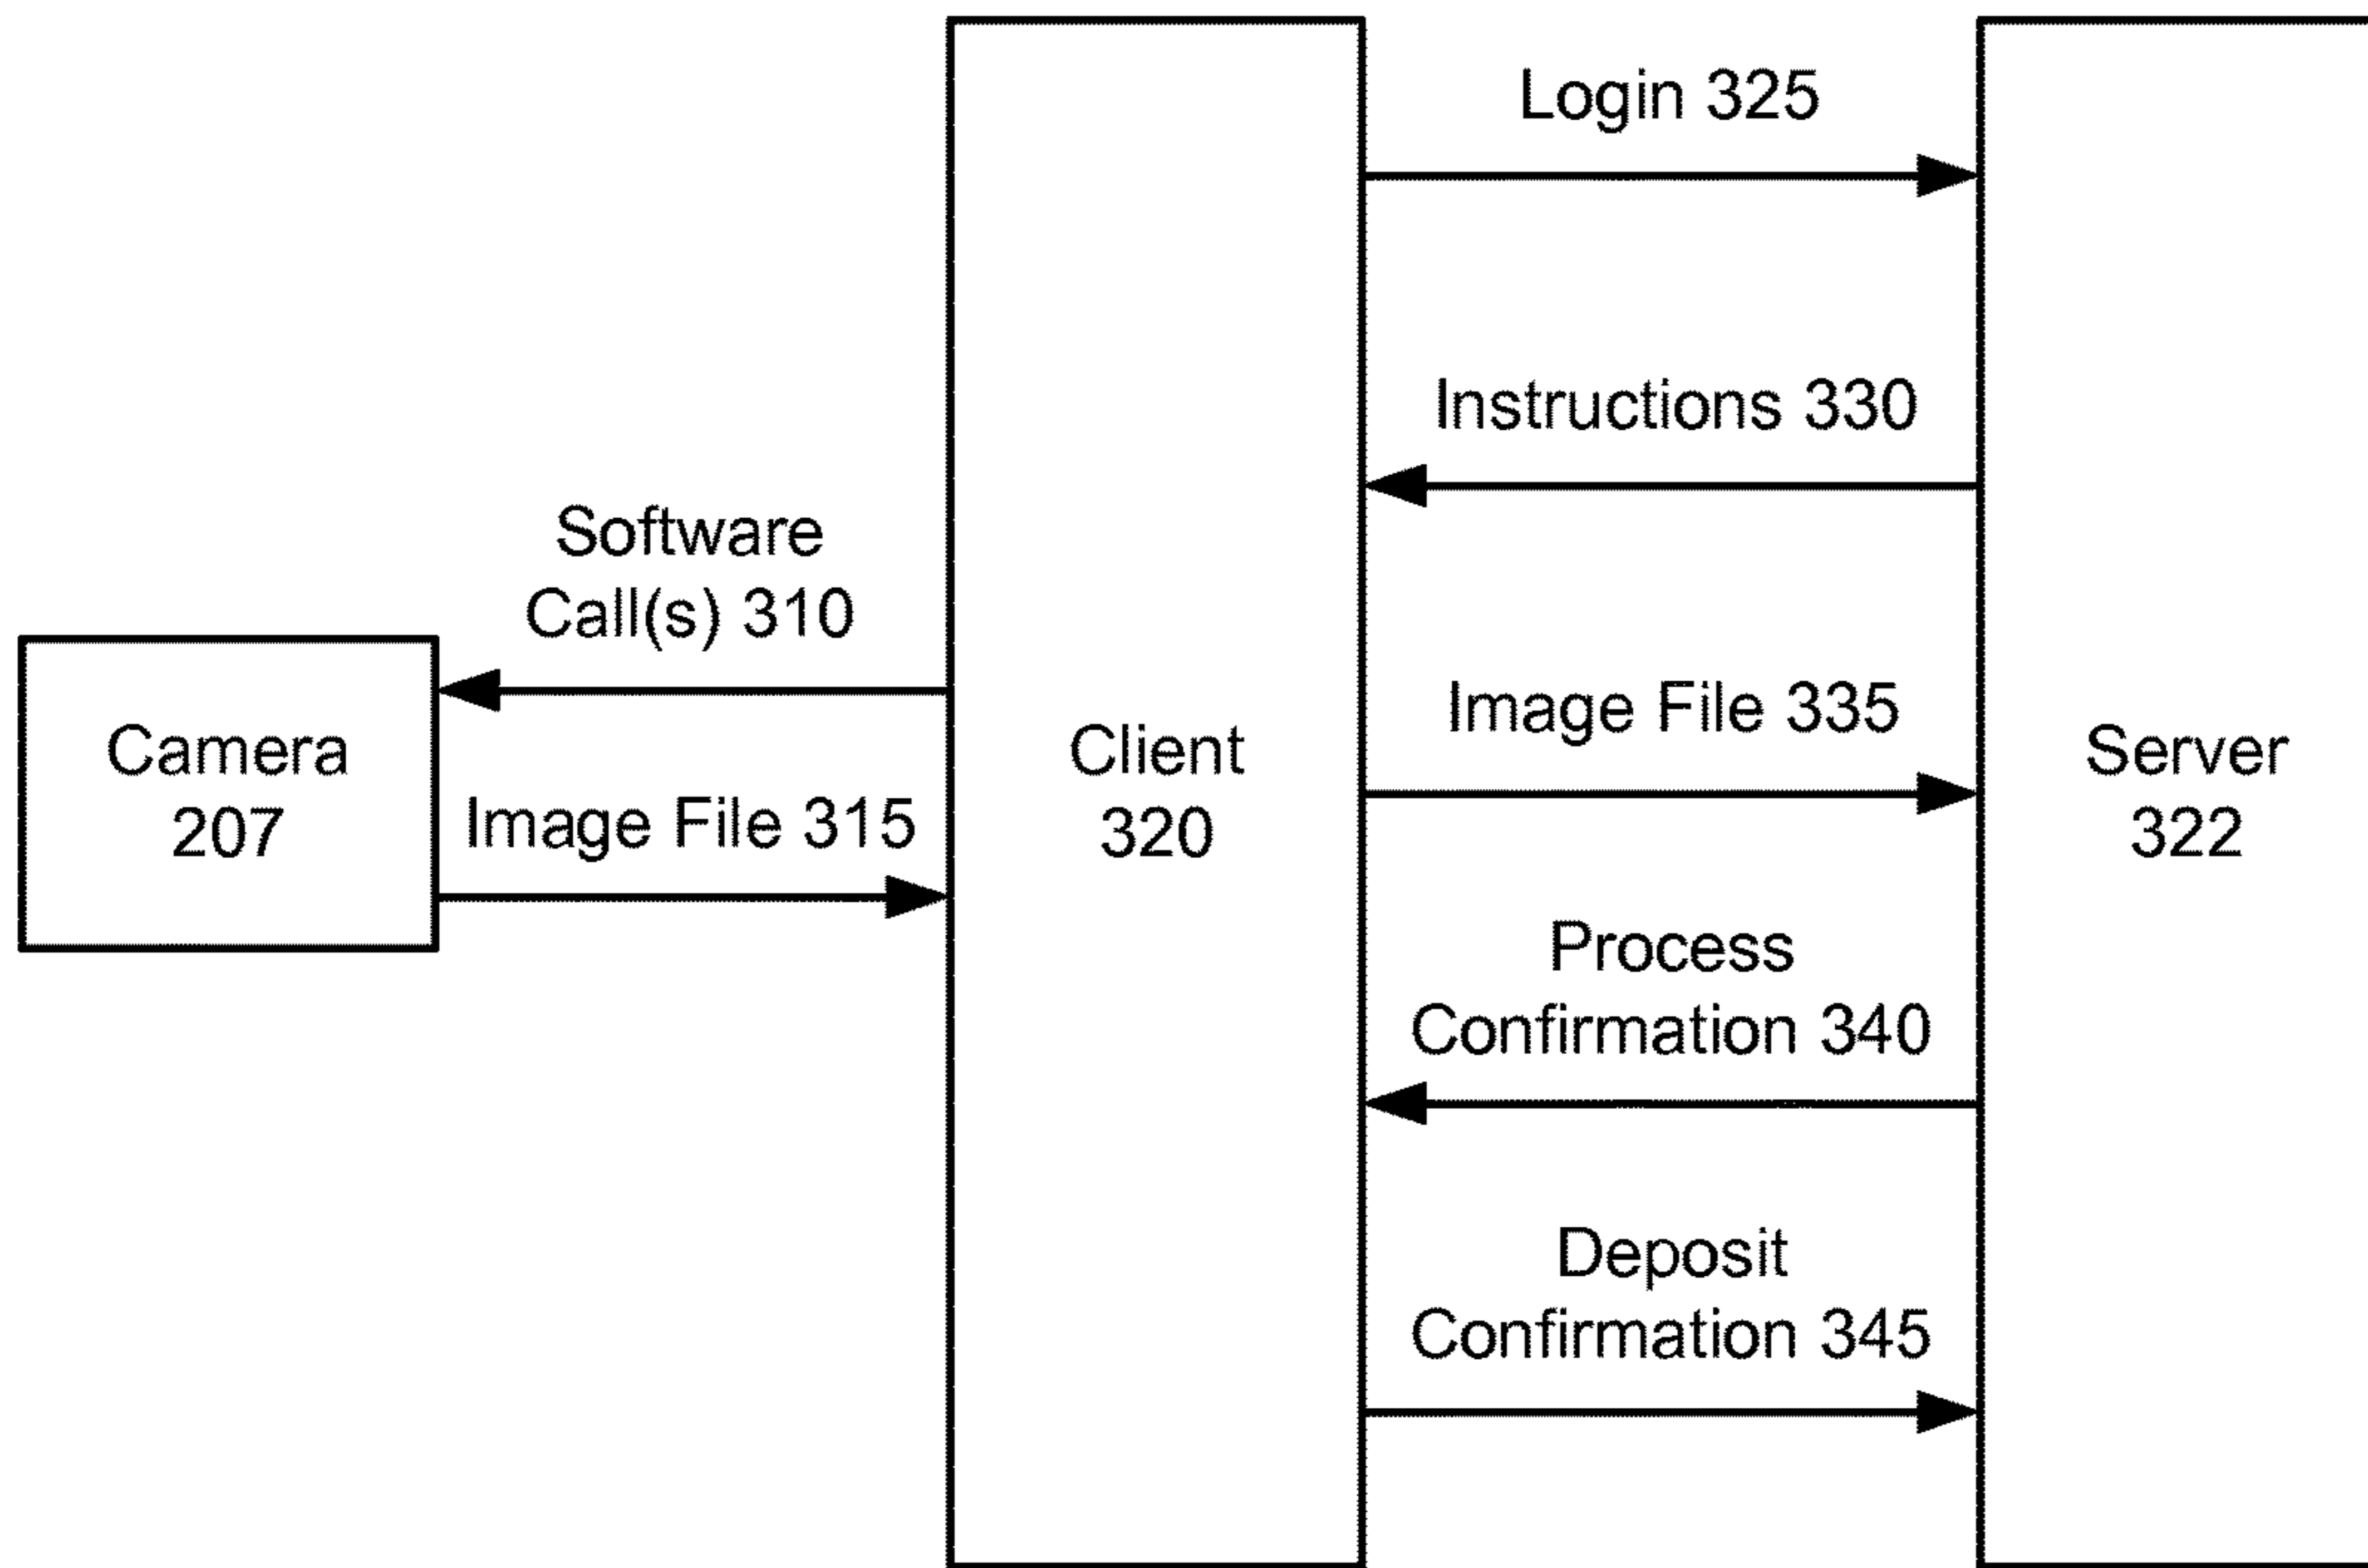 Login 325
Instructions 330
Software
Call(s) 310
Image File 335
Camera
207
Image File 315
Client
320
Server
322
Process
Confirmation 340
Deposit
Confirmation 345